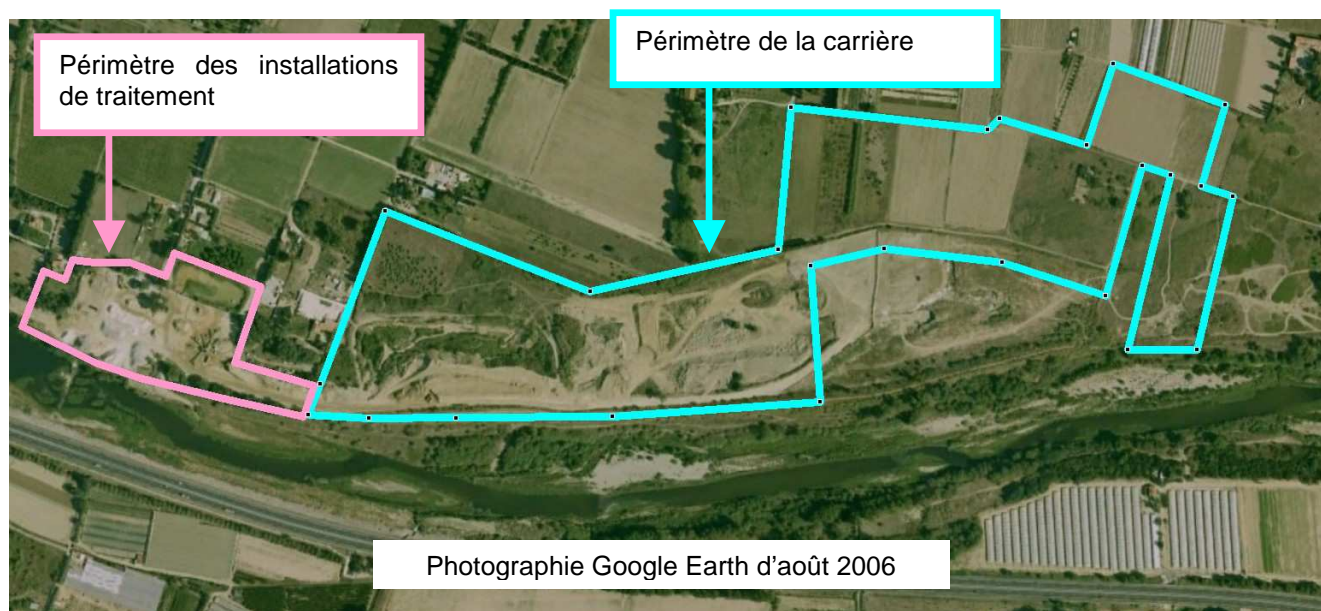 Périmètre des installations
de traitement
Périmètre de la carrière
Photographie Google Earth d'août 2006